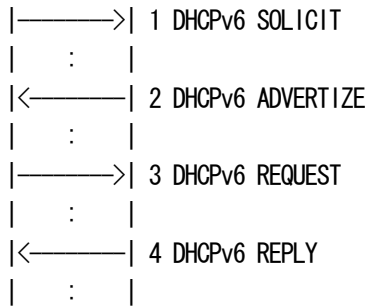 |-------->| 1 DHCPv6 SOLICIT
| : |
|<--------| 2 DHCPv6 ADVERTIZE
| : |
|-------->| 3 DHCPv6 REQUEST
| : |
|<--------| 4 DHCPv6 REPLY
| : |